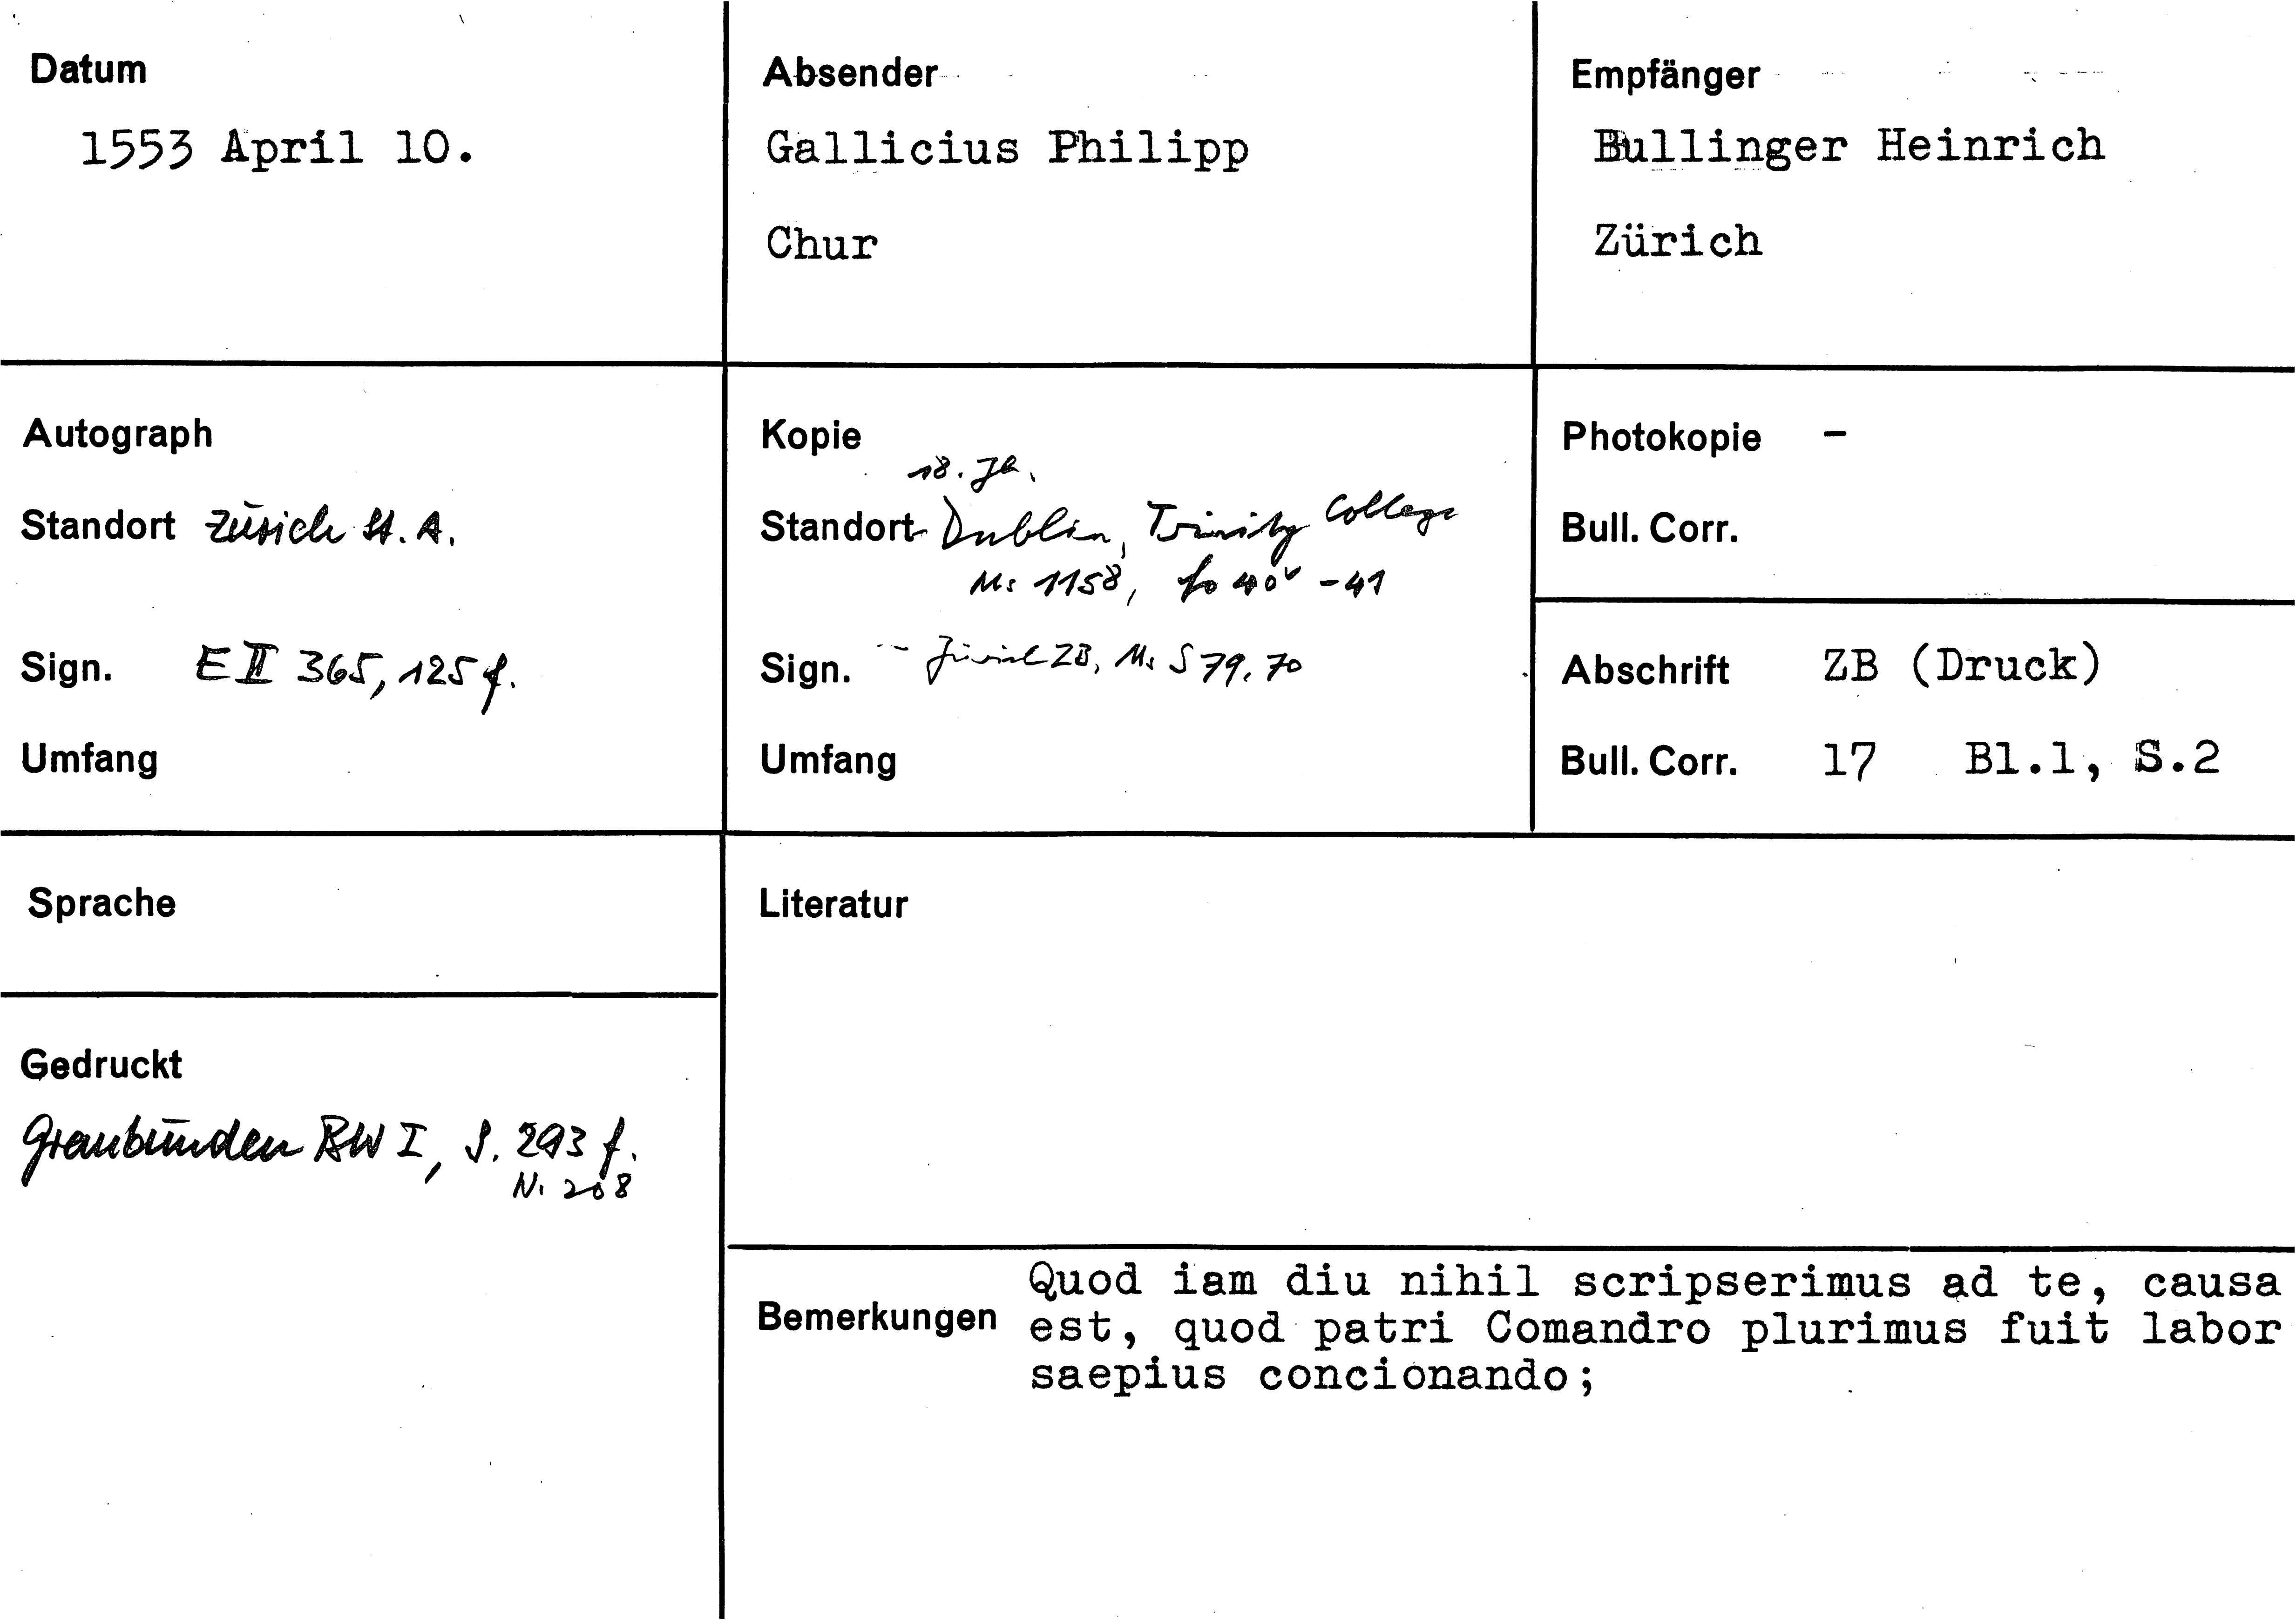 Datum
1553 April 10.
Absender
Gallicius Philipp
Chur
Empfänger
Bullinger Heinrich
Zürich
Autograph
Standort Zürich St. A.
Sign. E II 365, 125 f.
Umfang
Kopie
18. Jh.
Standort - Dublin, Trinity College
Ms 1158, fo 40v - 41
Sign. - Zürich ZB, Ms S 79, 70
Umfang
Photokopie -
Bull. Corr.
Abschrift ZB (Druck)
Bull. Corr. 17 Bl.1, S.2
Sprache
Gedruckt
Graubünden BW I, S. 293 f.
Nr 208
Literatur
Bemerkungen
Quod iam diu nihil scripserimus ad te, causa
est, quod patri Comandro plurimus fuit labor
saepius concionando;